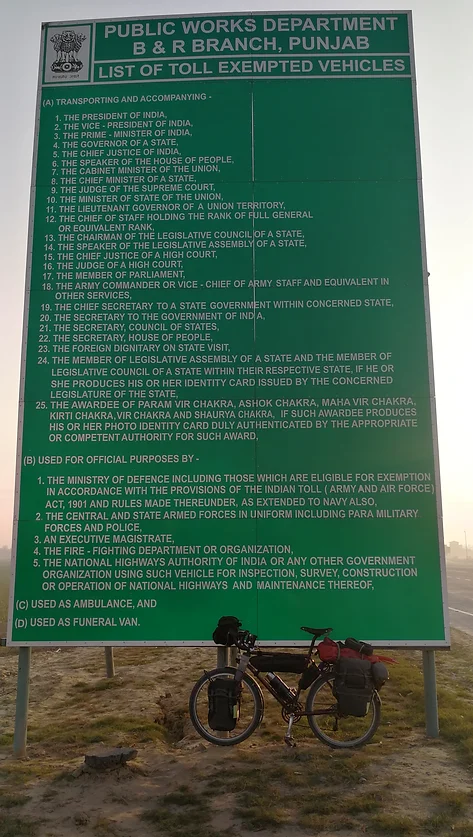 PUBLIC WORKS DEPARTMENT
B & R BRANCH, PUNJAB
LIST OF TOLL EXEMPTED VEHICLES
(A) TRANSPORTING AND ACCOMPANYING -
1. THE PRESIDENT OF INDIA,
2. THE VICE - PRESIDENT OF INDIA,
3. THE PRIME - MINISTER OF INDIA,
4. THE GOVERNOR OF A STATE,
5. THE CHIEF JUSTICE OF INDIA,
6. THE SPEAKER OF THE HOUSE OF PEOPLE,
7. THE CABINET MINISTER OF THE UNION,
8. THE CHIEF MINISTER OF A STATE,
9. THE JUDGE OF THE SUPREME COURT,
10. THE MINISTER OF STATE OF THE UNION,
11. THE LIEUTENANT GOVERNOR OF A UNION TERRITORY,
12. THE CHIEF OF STAFF HOLDING THE RANK OF FULL GENERAL
OR EQUIVALENT RANK,
13. THE CHAIRMAN OF THE LEGISLATIVE COUNCIL OF A STATE,
14. THE SPEAKER OF THE LEGISLATIVE ASSEMBLY OF A STATE,
15. THE CHIEF JUSTICE OF A HIGH COURT,
16. THE JUDGE OF A HIGH COURT,
17. THE MEMBER OF PARLIAMENT,
18. THE ARMY COMMANDER OR VICE - CHIEF OF ARMY STAFF AND EQUIVALENT IN
OTHER SERVICES,
19. THE CHIEF SECRETARY TO A STATE GOVERNMENT WITHIN CONCERNED STATE,
20. THE SECRETARY TO THE GOVERNMENT OF INDIA,
21. THE SECRETARY, COUNCIL OF STATES,
22. THE SECRETARY, HOUSE OF PEOPLE,
23. THE FOREIGN DIGNITARY ON STATE VISIT,
24. THE MEMBER OF LEGISLATIVE ASSEMBLY OF A STATE AND THE MEMBER OF
LEGISLATIVE COUNCIL OF A STATE WITHIN THEIR RESPECTIVE STATE, IF HE OR
SHE PRODUCES HIS OR HER IDENTITY CARD ISSUED BY THE CONCERNED
LEGISLATURE OF THE STATE,
25. THE AWARDEE OF PARAM VIR CHAKRA, ASHOK CHAKRA, MAHA VIR CHAKRA,
KIRTI CHAKRA, VIR CHAKRA AND SHAURYA CHAKRA, IF SUCH AWARDEE PRODUCES
HIS OR HER PHOTO IDENTITY CARD DULY AUTHENTICATED BY THE APPROPRIATE
OR COMPETENT AUTHORITY FOR SUCH AWARD,
(B) USED FOR OFFICIAL PURPOSES BY -
1. THE MINISTRY OF DEFENCE INCLUDING THOSE WHICH ARE ELIGIBLE FOR EXEMPTION
IN ACCORDANCE WITH THE PROVISIONS OF THE INDIAN TOLL ( ARMY AND AIR FORCE)
ACT, 1901 AND RULES MADE THEREUNDER, AS EXTENDED TO NAVY ALSO,
2. THE CENTRAL AND STATE ARMED FORCES IN UNIFORM INCLUDING PARA MILITARY
FORCES AND POLICE,
3. AN EXECUTIVE MAGISTRATE,
4. THE FIRE - FIGHTING DEPARTMENT OR ORGANIZATION,
5. THE NATIONAL HIGHWAYS AUTHORITY OF INDIA OR ANY OTHER GOVERNMENT
ORGANIZATION USING SUCH VEHICLE FOR INSPECTION, SURVEY, CONSTRUCTION
OR OPERATION OF NATIONAL HIGHWAYS AND MAINTENANCE THEREOF,
(C) USED AS AMBULANCE, AND
(D) USED AS FUNERAL VAN.